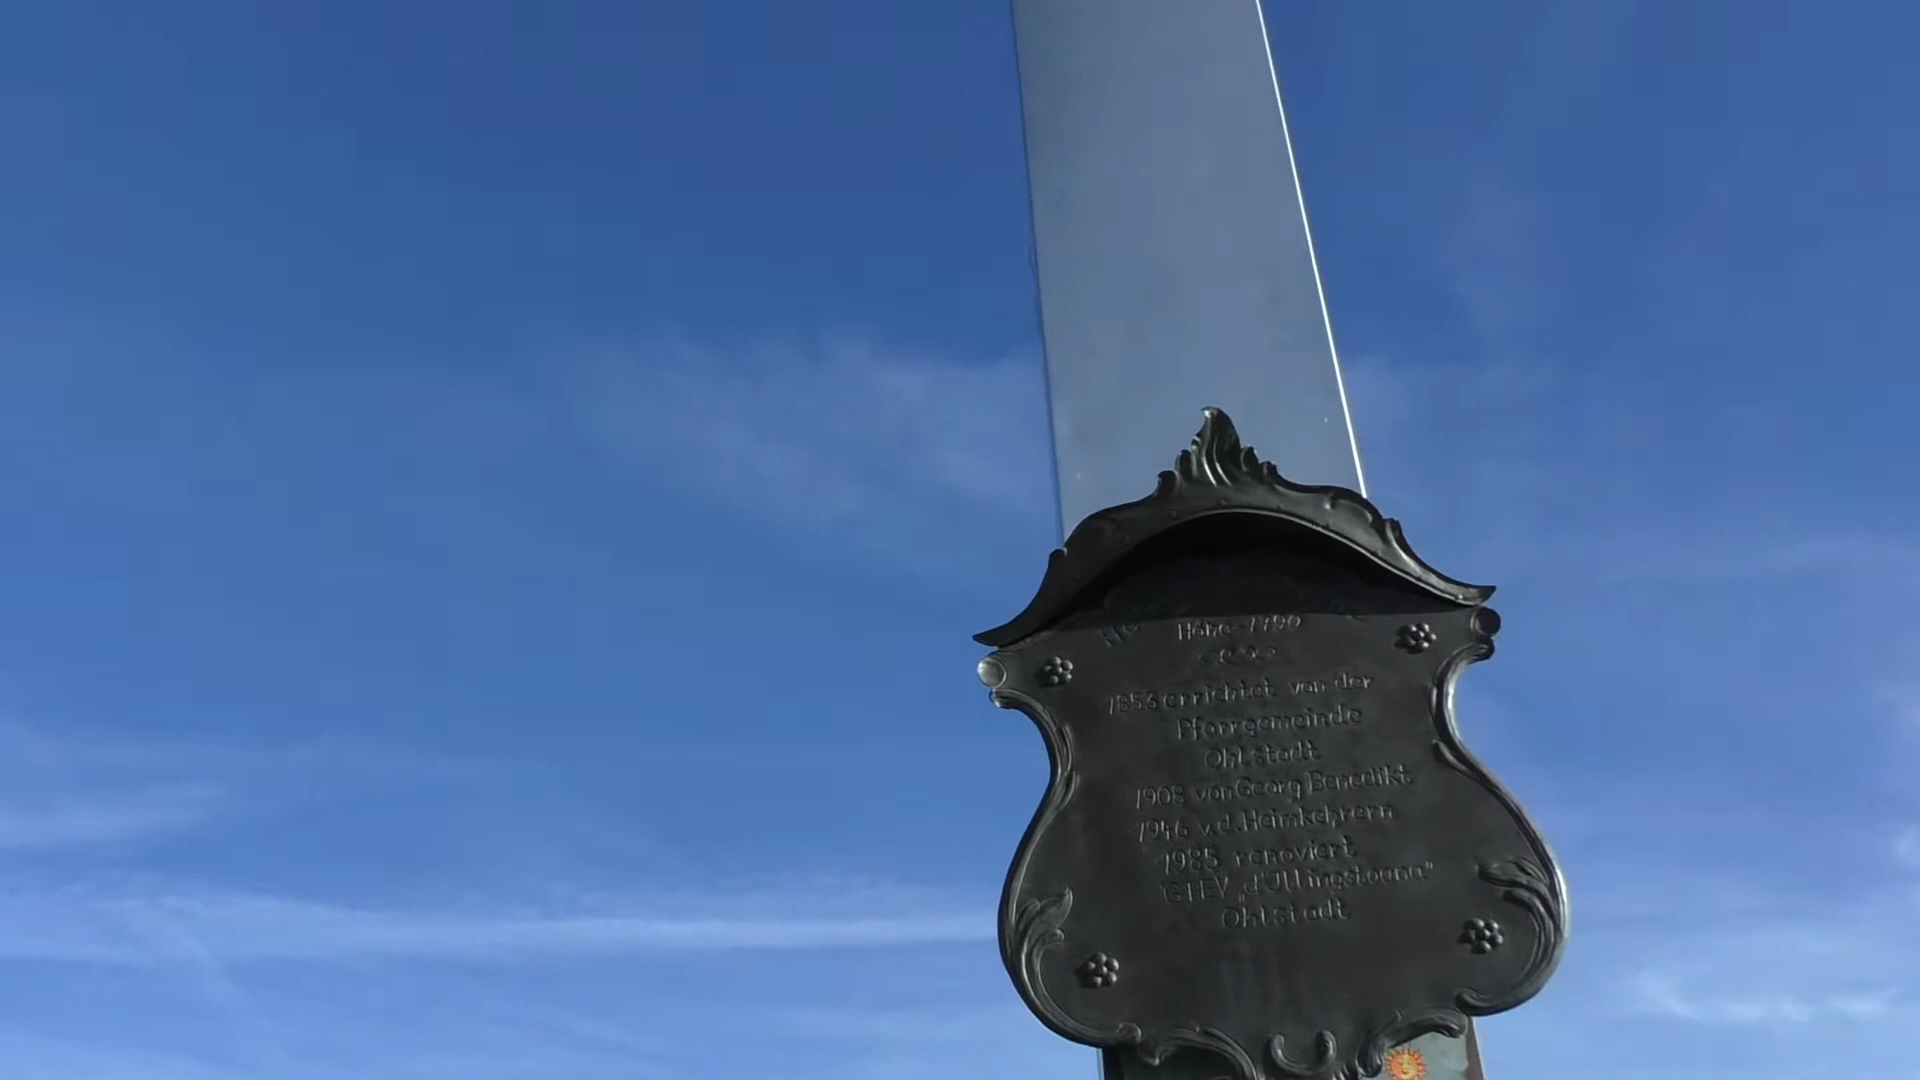 Höhe-1790
1853 errichtet von der
Pfarrgemeinde
Ohlstadt
1908 von Georg Benedikt
1946 v.d. Heimkehrern
1985 renoviert
GTEV „d'Illingstoana"
Ohlstadt